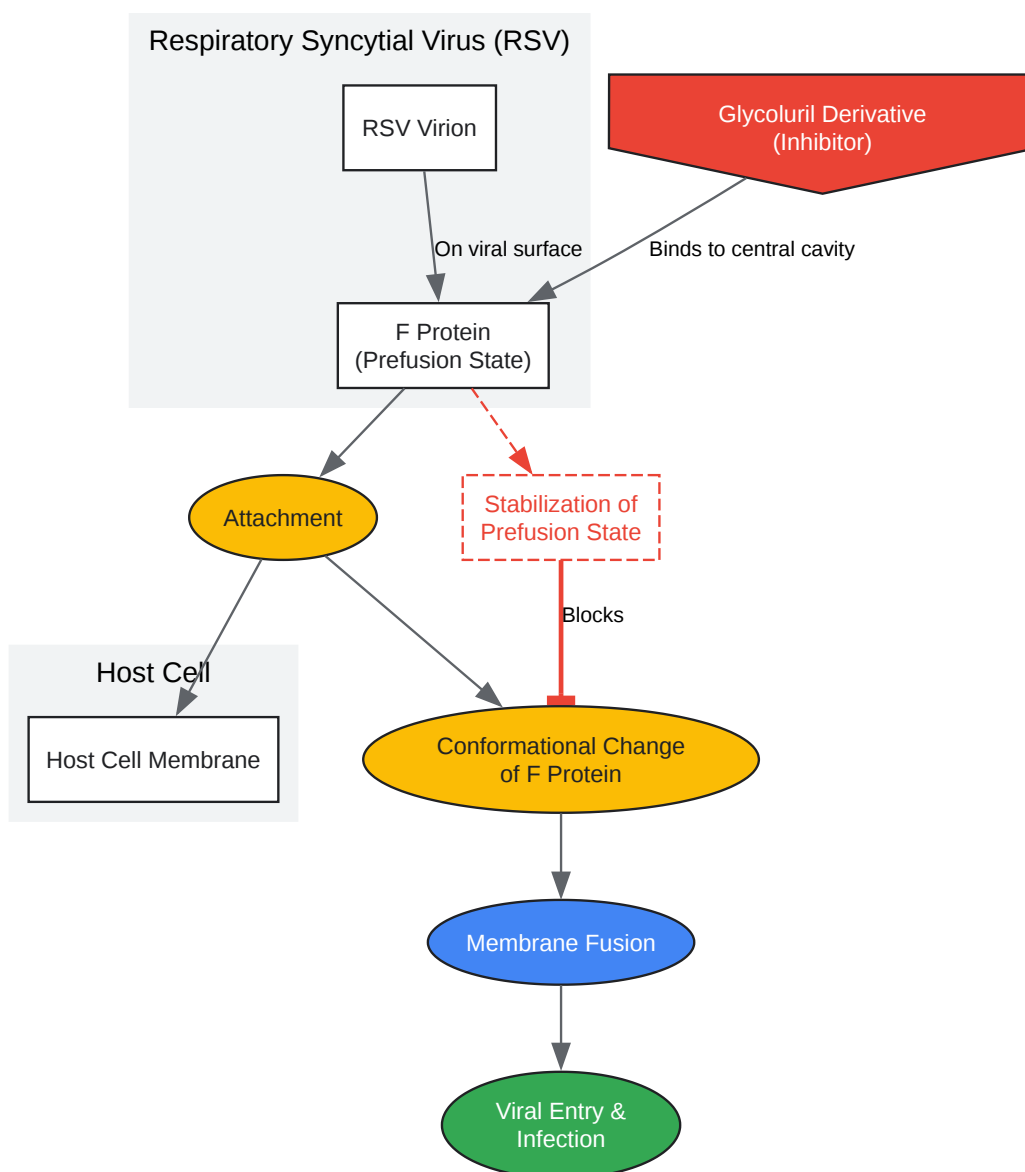 Respiratory Syncytial Virus (RSV)
RSV Virion
Glycoluril Derivative
(Inhibitor)
On viral surface
Binds to central cavity
F Protein
(Prefusion State)
Attachment
Stabilization of
Prefusion State
Blocks
Host Cell
Host Cell Membrane
Conformational Change
of F Protein
Membrane Fusion
Viral Entry &
Infection